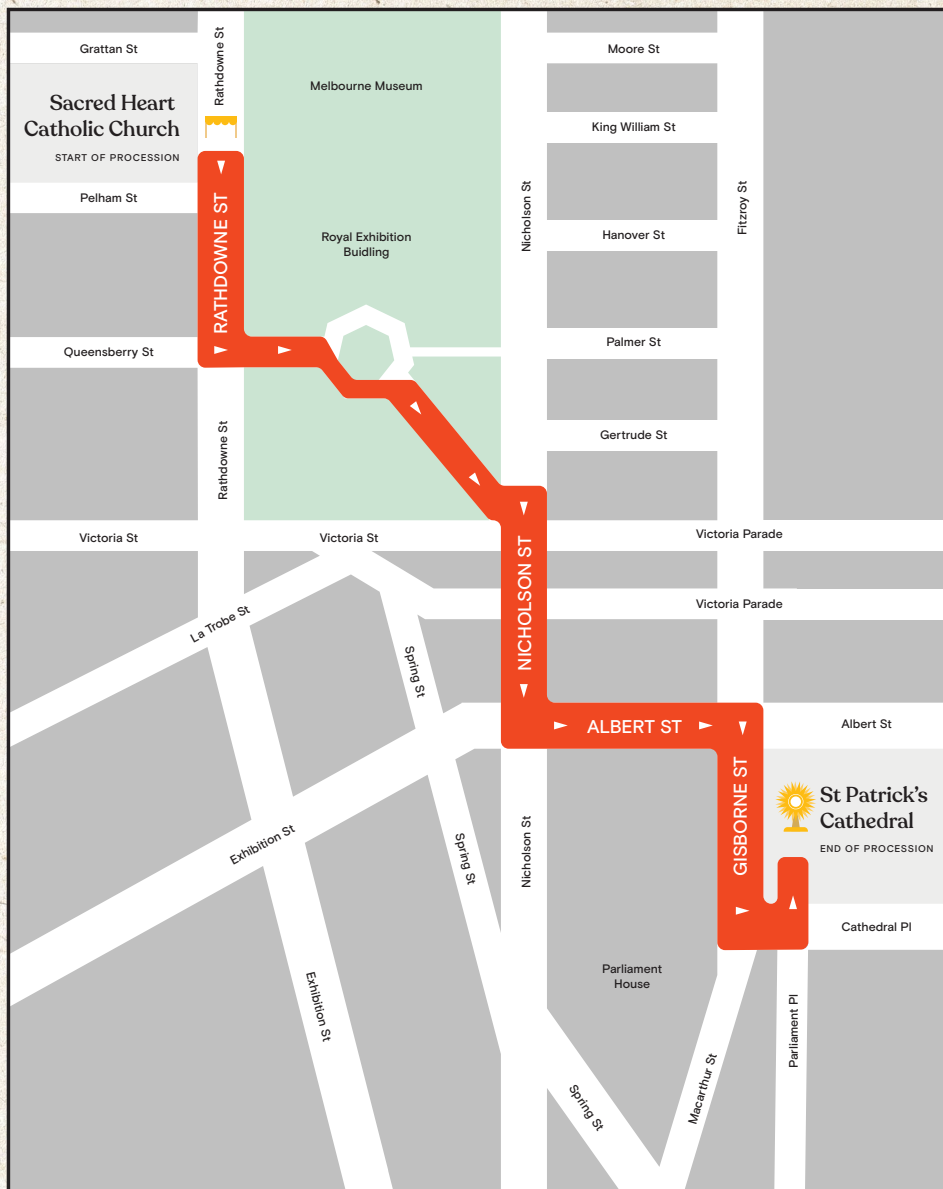 Grattan St
Rathdowne St
Melbourne Museum
Moore St
Sacred Heart
Catholic Church
START OF PROCESSION
King William St
Pelham St
RATHDOWNE ST
Royal Exhibition
Buidling
Nicholson St
Hanover St
Fitzroy St
Queensberry St
Palmer St
Rathdowne St
Gertrude St
Victoria St
Victoria St
Victoria Parade
NICHOLSON ST
Victoria Parade
La Trobe St
Spring St
ALBERT ST
Albert St
GISBORNE ST
St Patrick's
Cathedral
END OF PROCESSION
Exhibition St
Spring St
Nicholson St
Cathedral Pl
Parliament
House
Exhibition St
Parliament Pl
Spring St
Macarthur St